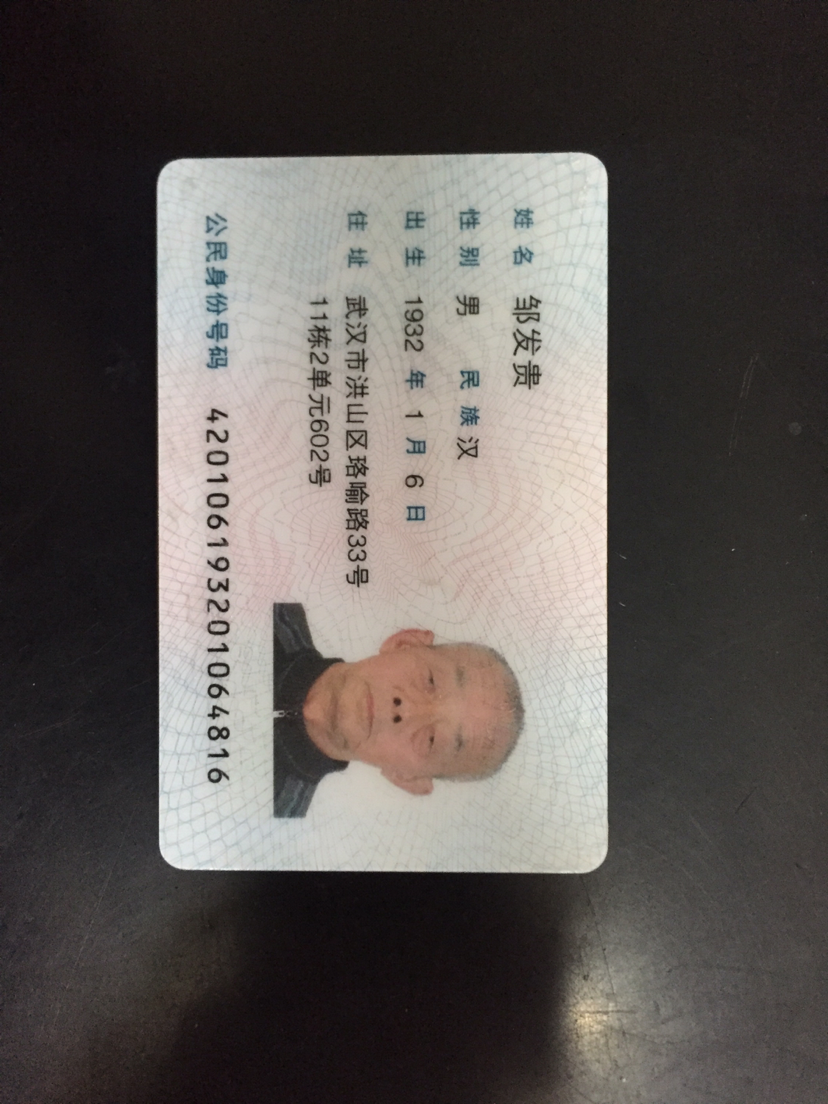 姓名 邹发贵
性别 男 民族 汉
出生 1932 年 1 月 6 日
住址 武汉市洪山区珞喻路33号
11栋2单元602号
公民身份号码 420106193201064816